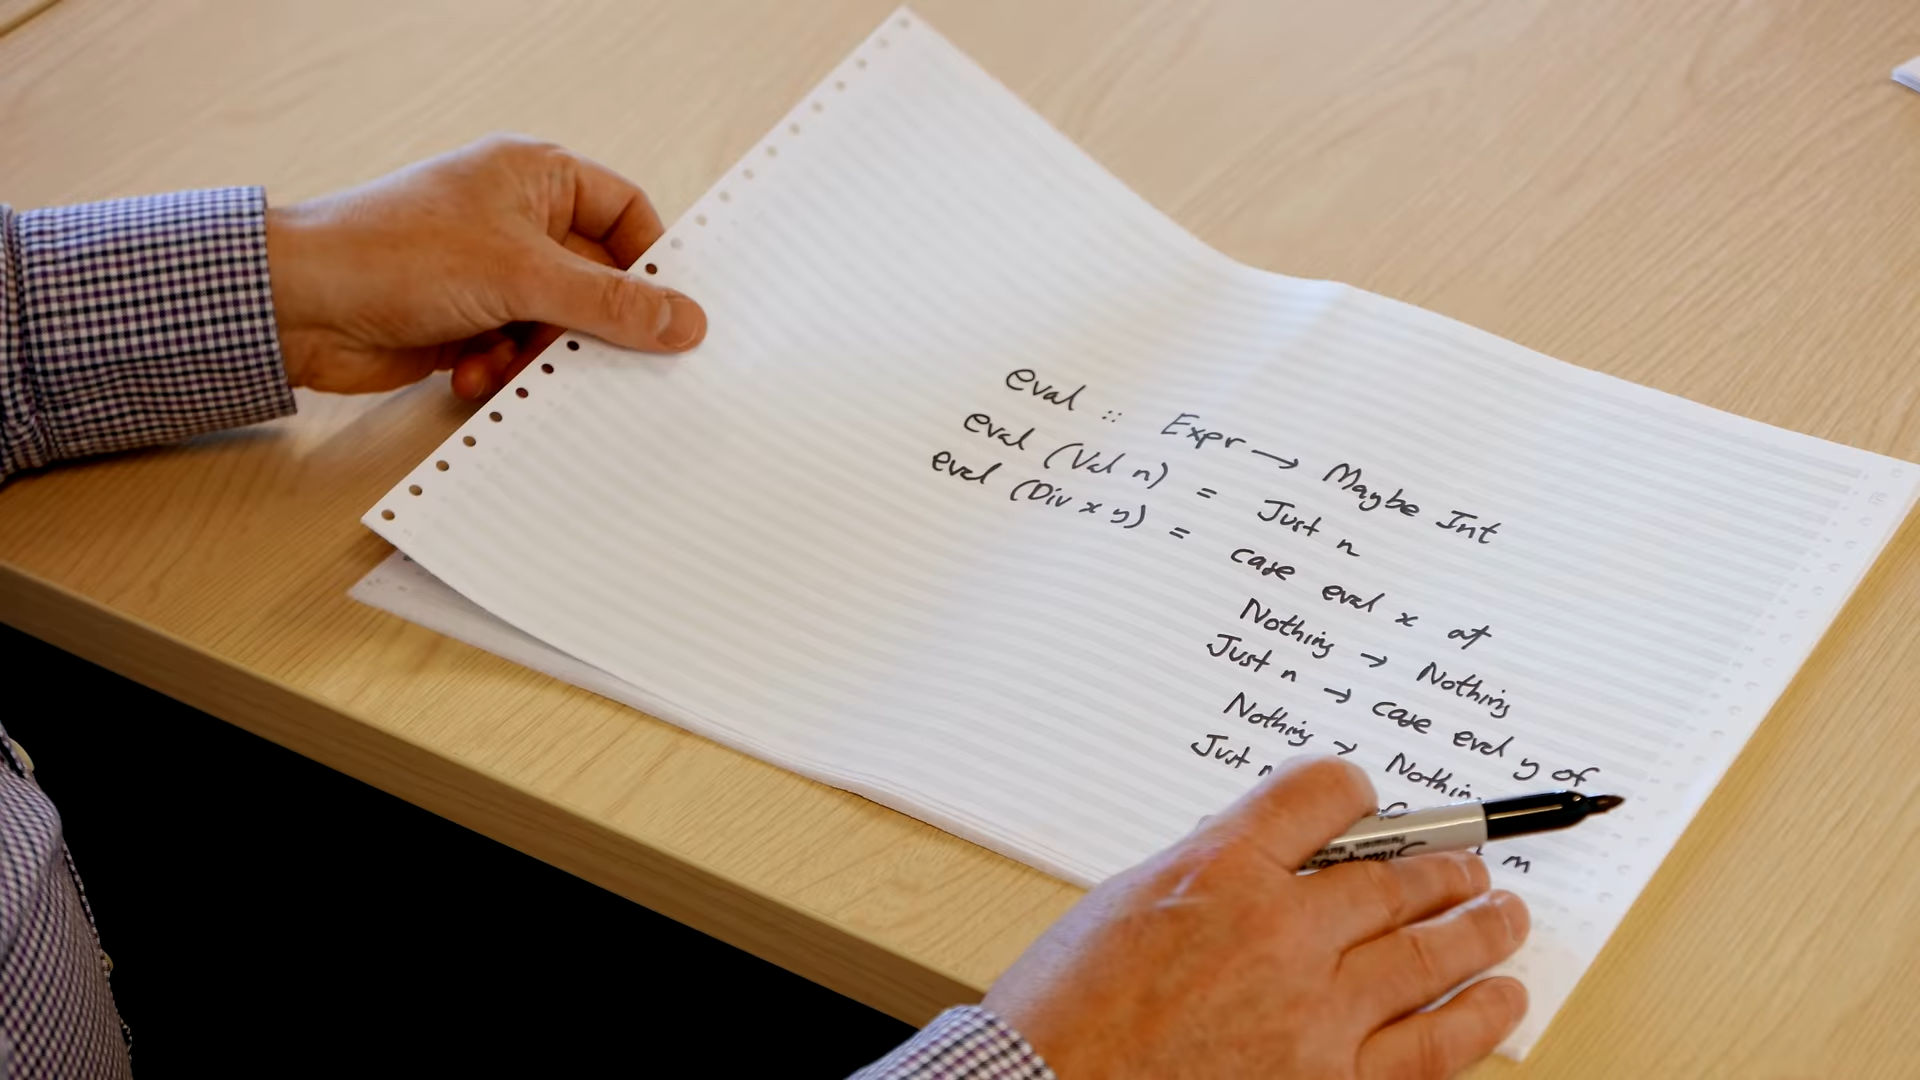 eval :: Expr → Maybe Int
eval (Val n) = Just n
eval (Div x y) = case eval x at
Nothing → Nothing
Just n → case eval y of
Nothing → Nothing
Just
m